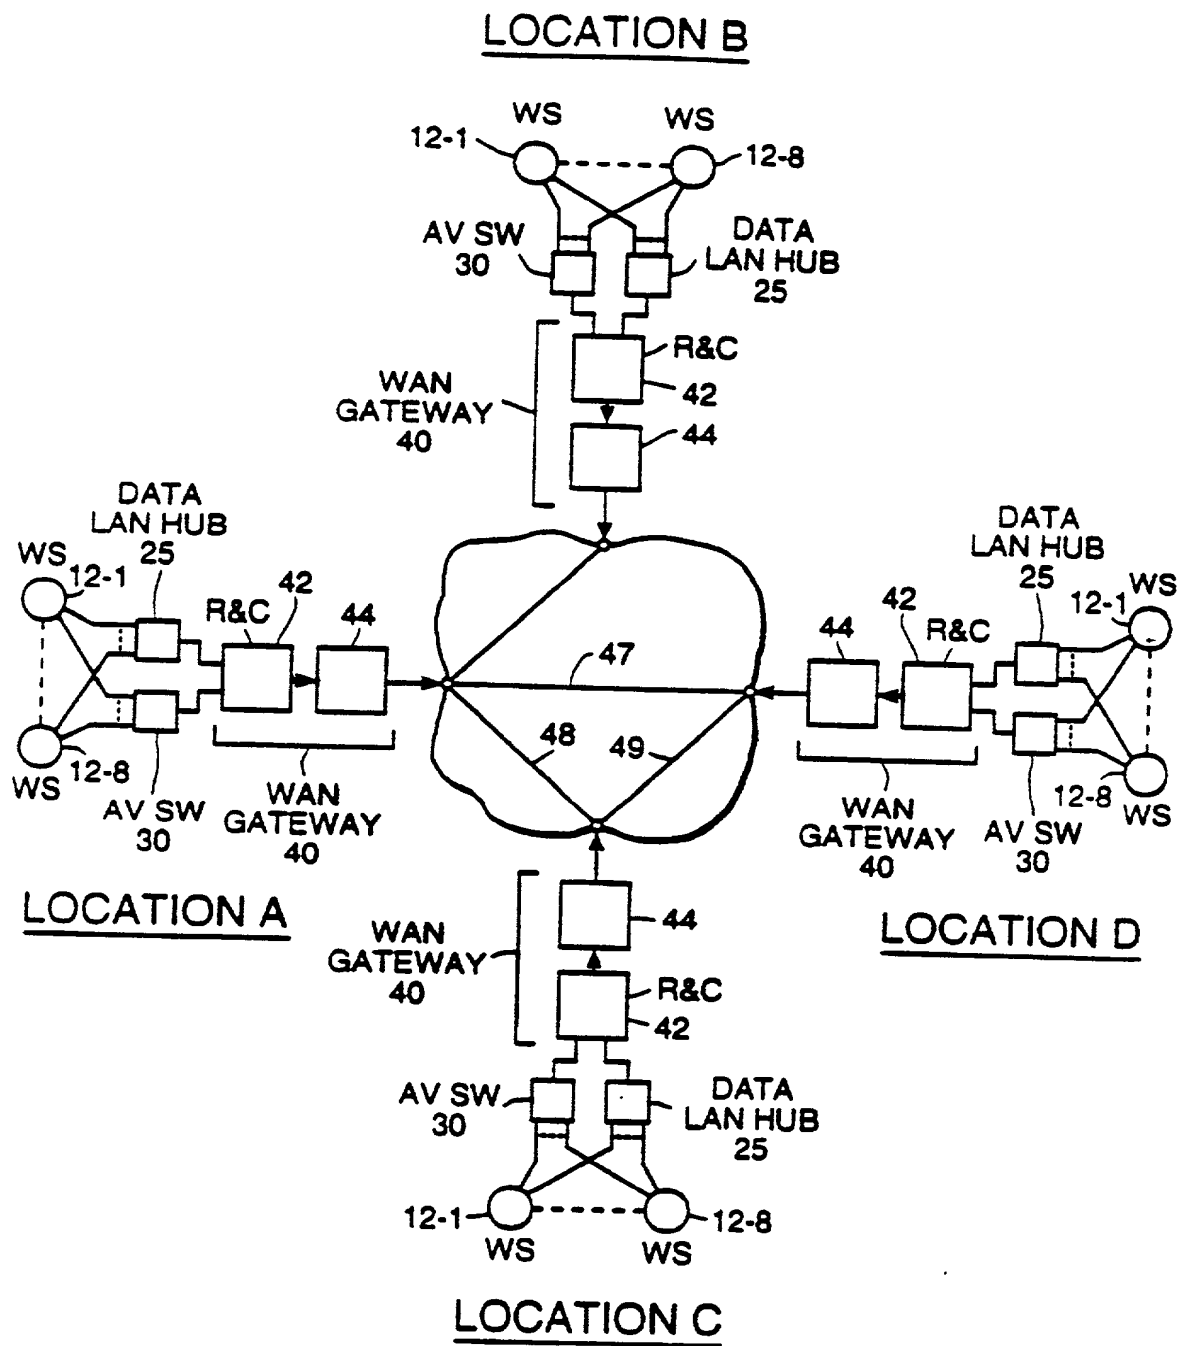 LOCATION B
WS
WS
12-1
12-8
AV SW
30
DATA
LAN HUB
25
R&C
42
WAN
GATEWAY
40
44
DATA
LAN HUB
25
WS
12-1
R&C
42
44
WS
12-8
AV SW
30
WAN
GATEWAY
40
LOCATION A
47
48
49
DATA
LAN HUB
25
WS
12-1
42
R&C
44
12-8
WS
AV SW
30
WAN
GATEWAY
40
LOCATION D
44
WAN
GATEWAY
40
R&C
42
AV SW
30
DATA
LAN HUB
25
12-1
12-8
WS
WS
LOCATION C